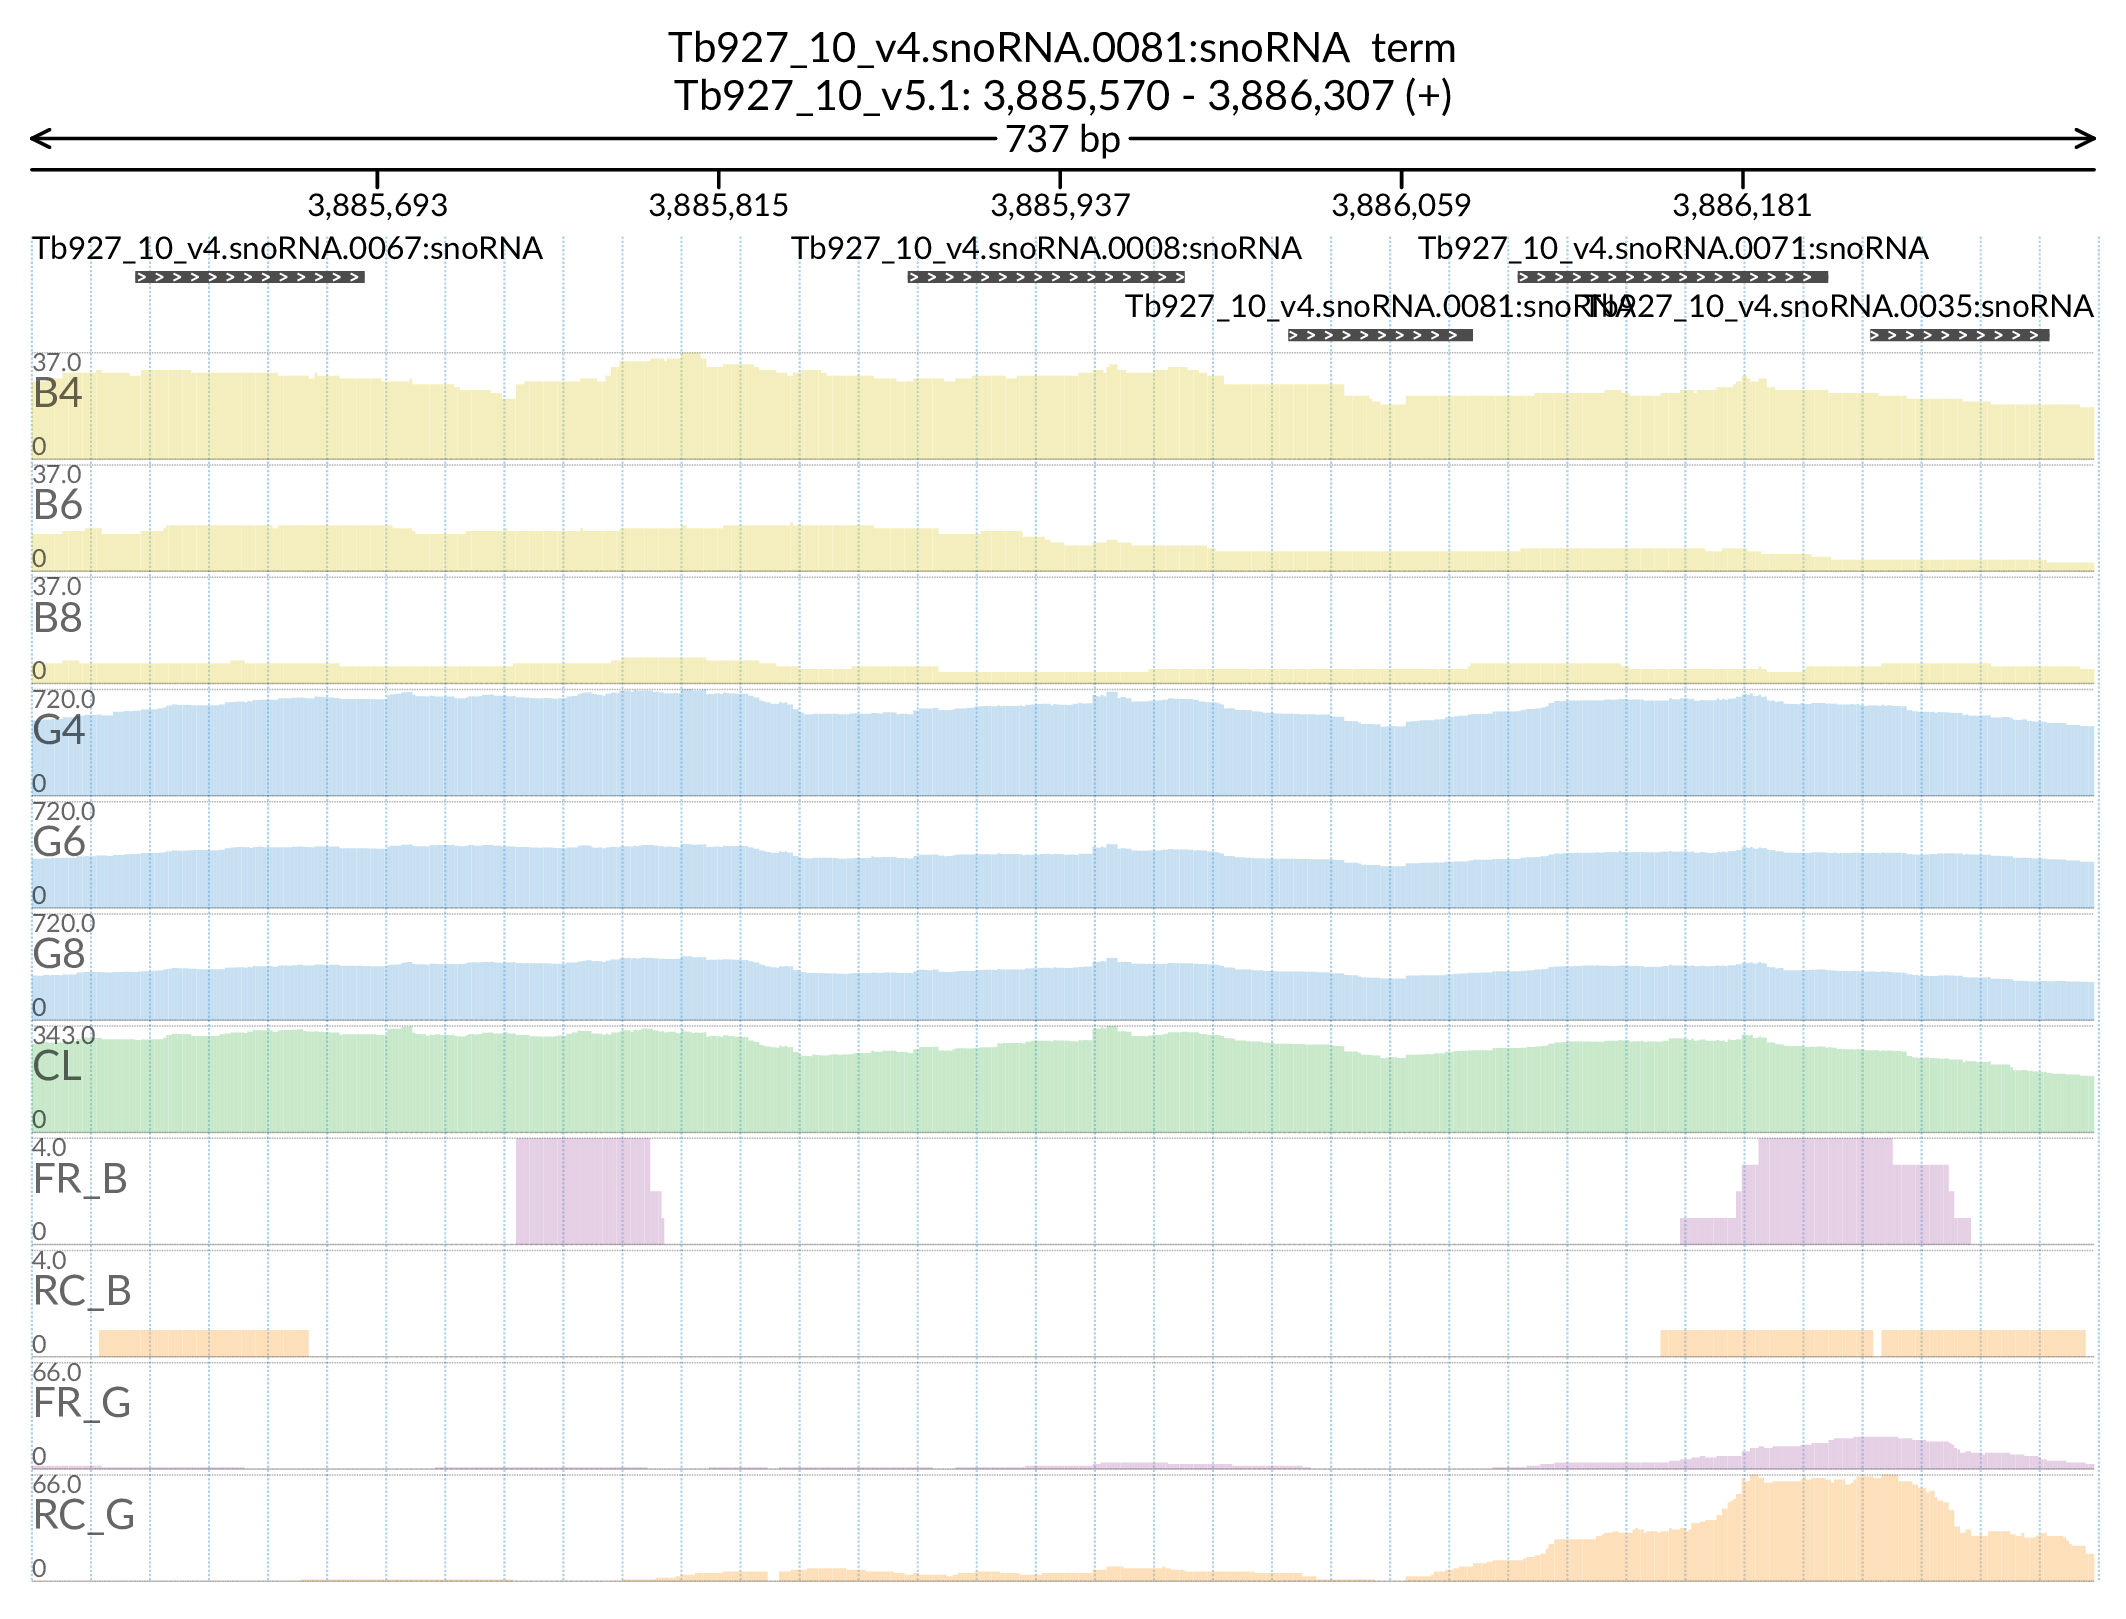 Tb927_10_v4.snoRNA.0081:snoRNA term
Tb927_10_v5.1: 3,885,570 - 3,886,307 (+)
737 bp
3,885,693 3,885,815 3,885,937 3,886,059 3,886,181
Tb927_10_v4.snoRNA.0067:snoRNA Tb927_10_v4.snoRNA.0008:snoRNA Tb927_10_v4.snoRNA.0071:snoRNA
Tb927_10_v4.snoRNA.0081:snoRNA Tb927_10_v4.snoRNA.0035:snoRNA
37.0
B4
0
37.0
B6
0
37.0
B8
0
720.0
G4
0
720.0
G6
0
720.0
G8
0
343.0
CL
0
4.0
FR_B
0
4.0
RC_B
0
66.0
FR_G
0
66.0
RC_G
0